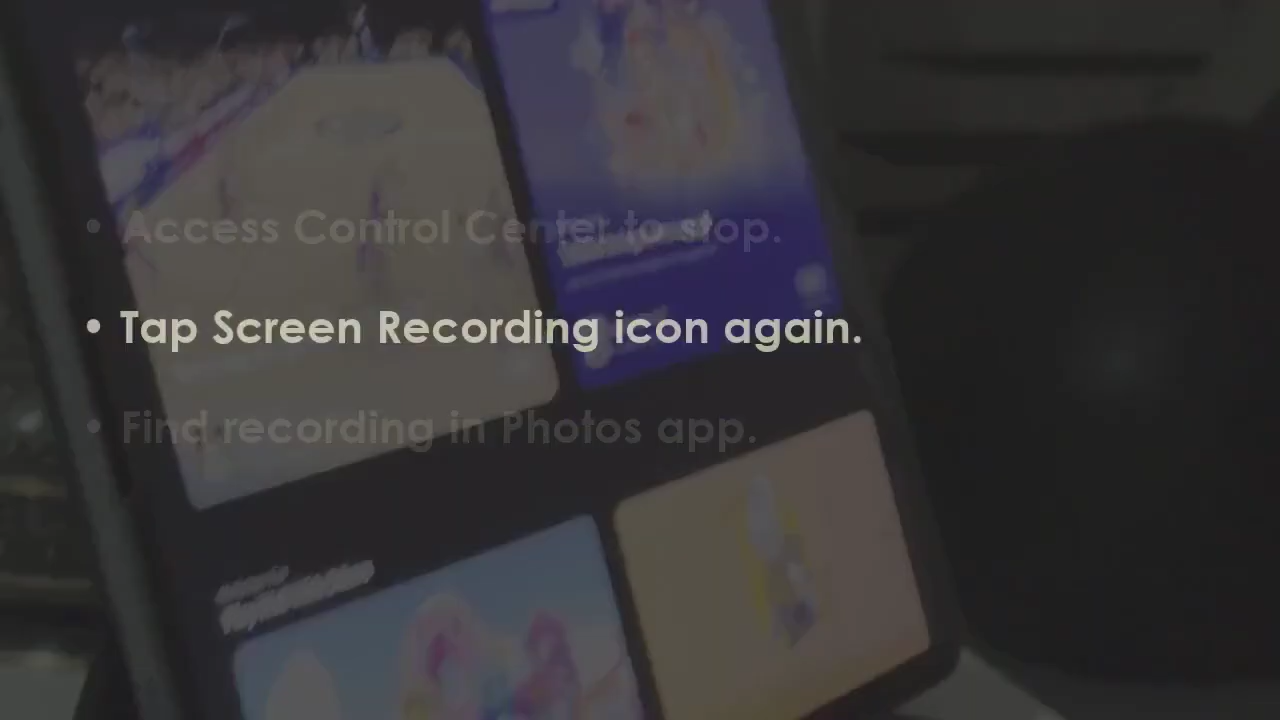 • Access Control Center to stop.
• Tap Screen Recording icon again.
• Find recording in Photos app.